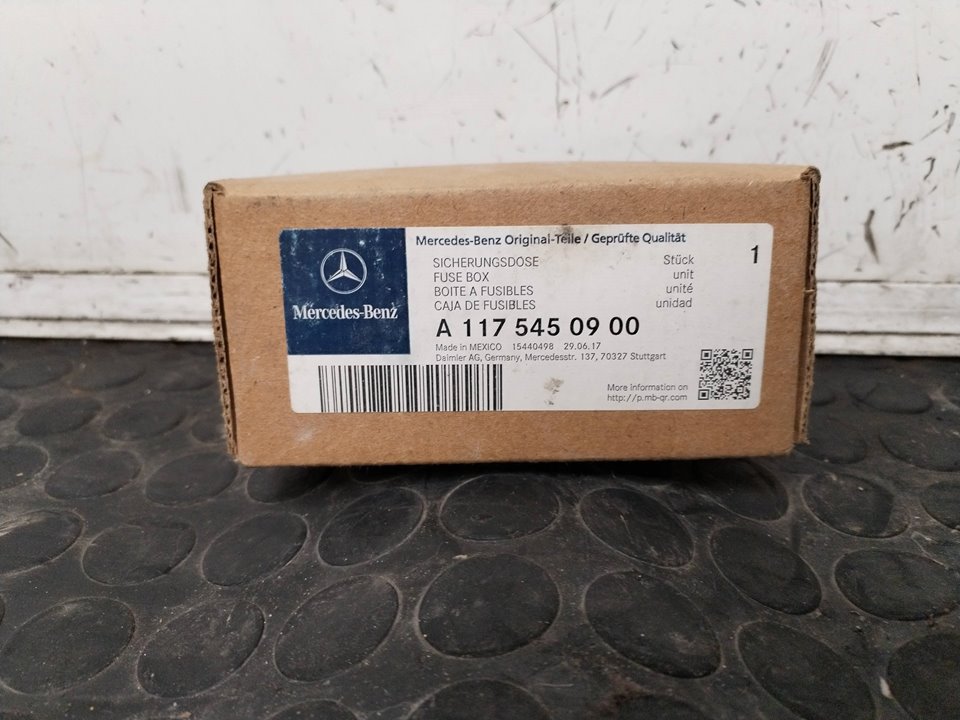 Mercedes-Benz
Mercedes-Benz Original-Teile / Geprüfte Qualität
SICHERUNGSDOSE Stück 1
FUSE BOX unit
BOITE A FUSIBLES unité
CAJA DE FUSIBLES unidad
A 117 545 09 00
Made in MEXICO 15440498 29.06.17
Daimler AG, Germany, Mercedesstr. 137, 70327 Stuttgart
More information on
http://p.mb-qr.com